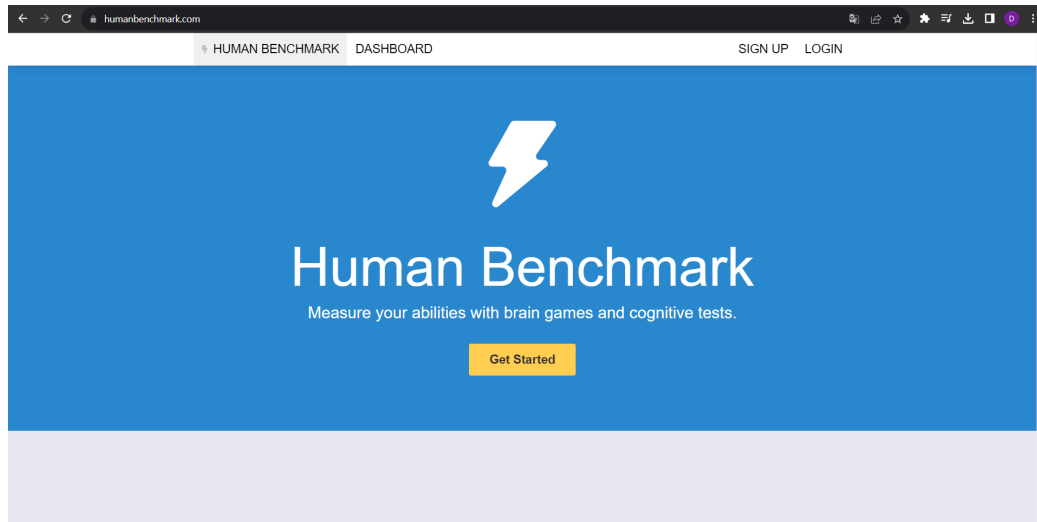 humanbenchmark.com
D
HUMAN BENCHMARK DASHBOARD SIGN UP LOGIN
Human Benchmark
Measure your abilities with brain games and cognitive tests.
Get Started